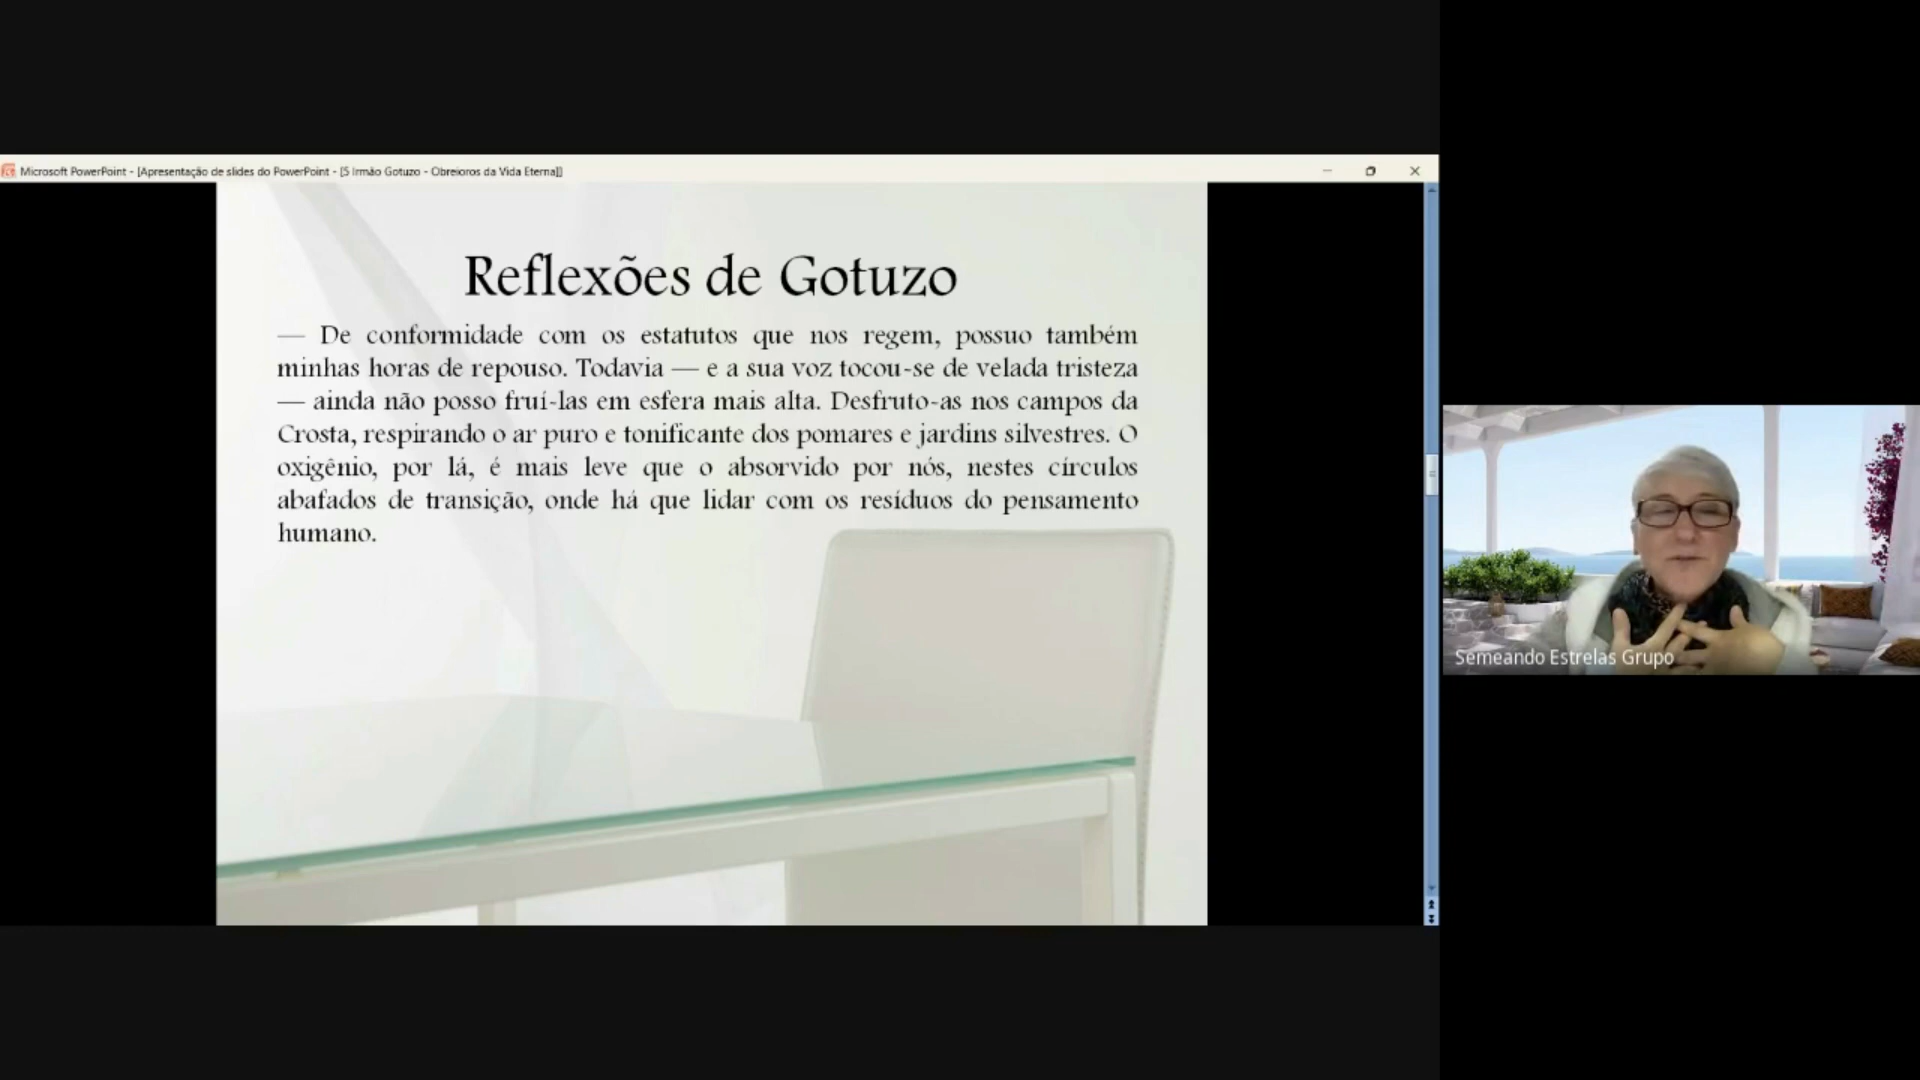 Microsoft PowerPoint - [Apresentação de slides do PowerPoint - [5 Irmão Gotuzo - Obreioros da Vida Eterna]]
Reflexões de Gotuzo
— De conformidade com os estatutos que nos regem, possuo também
minhas horas de repouso. Todavia — e a sua voz tocou-se de velada tristeza
— ainda não posso fruí-las em esfera mais alta. Desfruto-as nos campos da
Crosta, respirando o ar puro e tonificante dos pomares e jardins silvestres. O
oxigênio, por lá, é mais leve que o absorvido por nós, nestes círculos
abafados de transição, onde há que lidar com os resíduos do pensamento
humano.
Semeando Estrelas Grupo